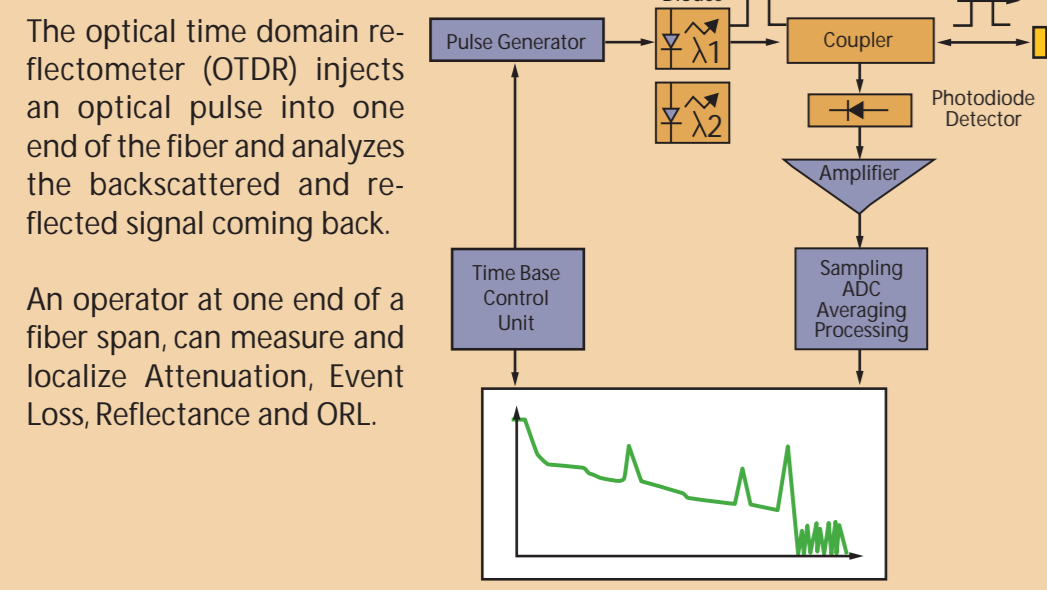 The optical time domain re-
flectometer (OTDR) injects
an optical pulse into one
end of the fiber and analyzes
the backscattered and re-
flected signal coming back.
An operator at one end of a
fiber span, can measure and
localize Attenuation, Event
Loss, Reflectance and ORL.
Pulse Generator
λ1
Coupler
λ2
Photodiode
Detector
Amplifier
Time Base
Control
Unit
Sampling
ADC
Averaging
Processing